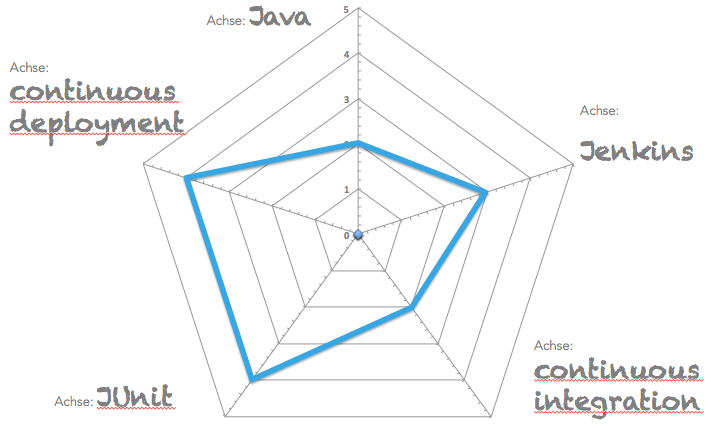 Achse: Java
5
Achse:
continuous
deployment
4
3
Achse:
Jenkins
2
1
0
Achse:
continuous
integration
Achse: JUnit